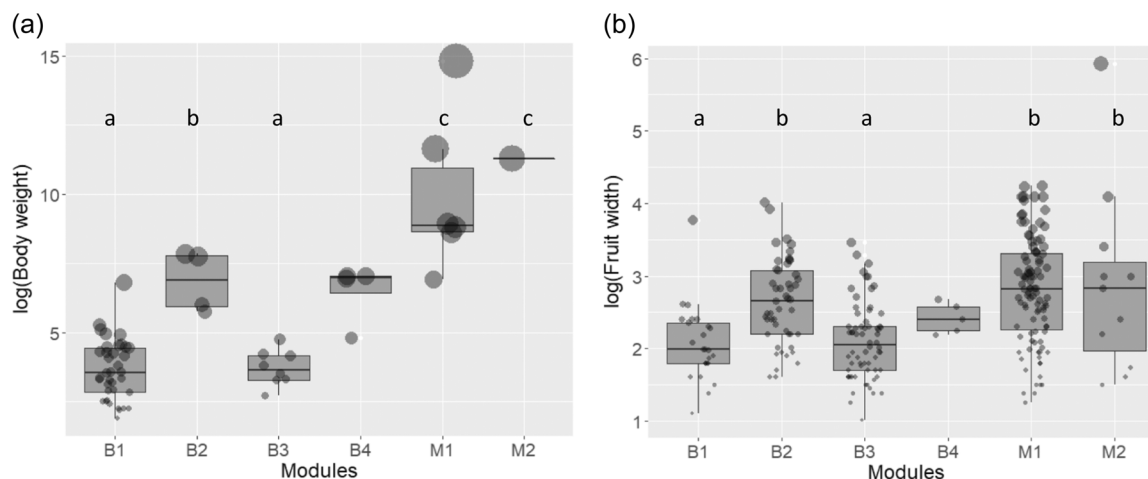 (a)
15
10
5
log(Body weight)
a b a c c
B1 B2 B3 B4 M1 M2
Modules
(b)
6
5
4
3
2
1
log(Fruit width)
a b a b b
B1 B2 B3 B4 M1 M2
Modules